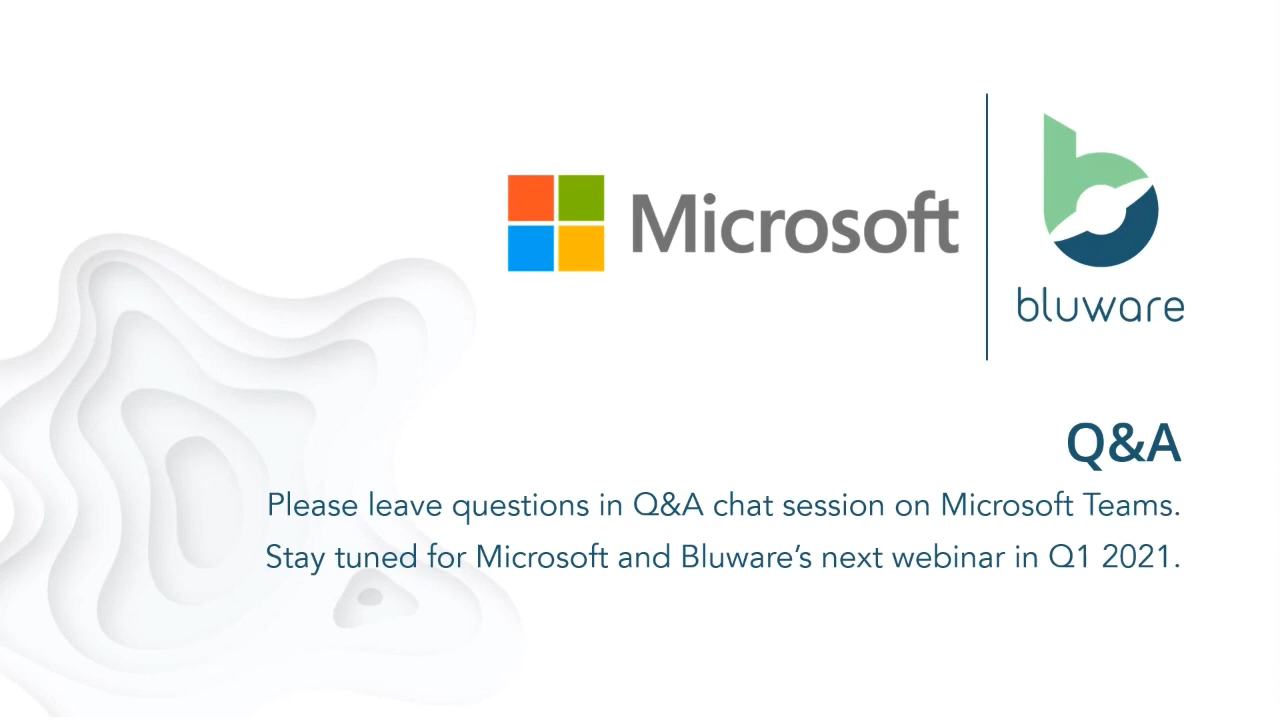 Microsoft
bluware
Q&A
Please leave questions in Q&A chat session on Microsoft Teams.
Stay tuned for Microsoft and Bluware’s next webinar in Q1 2021.